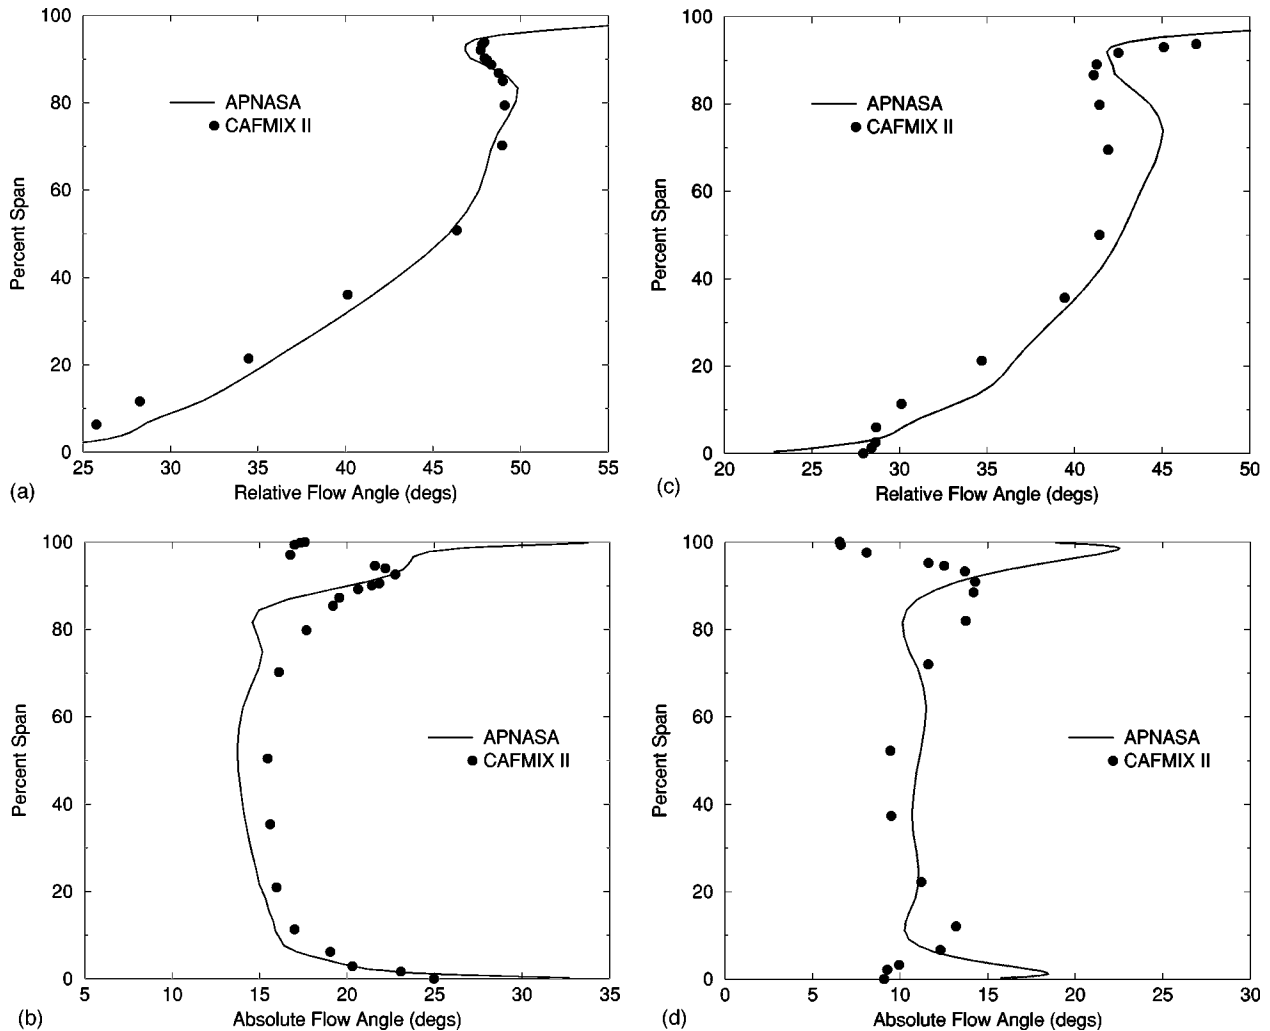 100
80
60
40
20
0
Percent Span
APNASA
CAFMIX II
25
30
35
40
45
50
55
Relative Flow Angle (degs)
(a)
100
80
60
40
20
0
Percent Span
APNASA
CAFMIX II
20
25
30
35
40
45
50
Relative Flow Angle (degs)
(c)
100
80
60
40
20
0
Percent Span
APNASA
CAFMIX II
5
10
15
20
25
30
35
Absolute Flow Angle (degs)
(b)
100
80
60
40
20
0
Percent Span
APNASA
CAFMIX II
0
5
10
15
20
25
30
Absolute Flow Angle (degs)
(d)